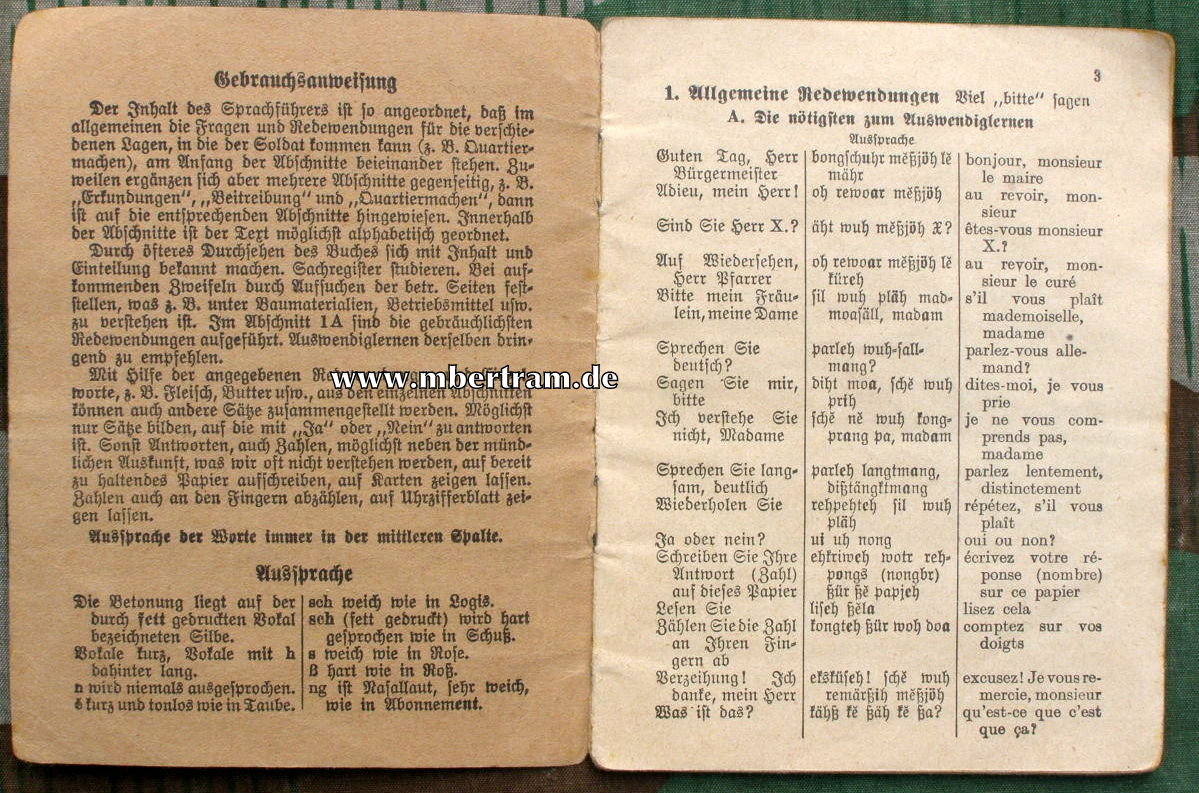 Gebrauchsanweisung
Der Inhalt des Sprachführers ist so angeordnet, daß im
allgemeinen die Fragen und Redewendungen für die verschie-
denen Lagen, in die der Soldat kommen kann (z. B. Quartier-
machen), am Anfang der Abschnitte beieinander stehen. Zu-
weilen ergänzen sich aber mehrere Abschnitte gegenseitig, z. B.
„Erkundungen", „Beitreibung" und „Quartiermachen", dann
ist auf die entsprechenden Abschnitte hingewiesen. Innerhalb
der Abschnitte ist der Text möglichst alphabetisch geordnet.
Durch öfteres Durchsehen des Buches sich mit Inhalt und
Einteilung bekannt machen. Sachregister studieren. Bei auf-
kommenden Zweifeln durch Aufsuchen der betr. Seiten fest-
stellen, was z. B. unter Baumaterialien, Betriebsmittel usw.
zu verstehen ist. Im Abschnitt 1A sind die gebräuchlichsten
Redewendungen aufgeführt. Auswendiglernen derselben drin-
gend zu empfehlen.
Mit Hilfe der angegebenen
www.mbertram.de
worte, z. B. Fleisch, Butter usw., aus den einzelnen Abschnitten
können auch andere Sätze zusammengestellt werden. Möglichst
nur Sätze bilden, auf die mit „Ja" oder „Nein" zu antworten
ist. Sonst Antworten, auch Zahlen, möglichst neben der münd-
lichen Auskunft, was wir oft nicht verstehen werden, auf bereit
zu haltendes Papier aufschreiben, auf Karten zeigen lassen.
Zahlen auch an den Fingern abzählen, auf Uhrzifferblatt zei-
gen lassen.
Aussprache der Worte immer in der mittleren Spalte.
Aussprache
Die Betonung liegt auf der
durch fett gedruckten Vokal
bezeichneten Silbe.
Vokale kurz, Vokale mit h
dahinter lang.
n wird niemals ausgesprochen.
ĕ kurz und tonlos wie in Taube.
sch weich wie in Logis.
sch (fett gedruckt) wird hart
gesprochen wie in Schuß.
s weich wie in Rose.
ß hart wie in Roß.
ng ist Nasallaut, sehr weich,
wie in Abonnement.
3
1. Allgemeine Redewendungen Viel „bitte" sagen
A. Die nötigsten zum Auswendiglernen
Aussprache
Guten Tag, Herr bongschuhr mĕßjöh lĕ bonjour, monsieur
Bürgermeister mähr le maire
Adieu, mein Herr! oh rewoar mĕßjöh au revoir, mon-
sieur
Sind Sie Herr X.? äht wuh mĕßjöh X? êtes-vous monsieur
X.?
Auf Wiedersehen, oh rewoar mĕßjöh lĕ au revoir, mon-
Herr Pfarrer küreh sieur le curé
Bitte mein Fräu- sil wuh pläh mad- s'il vous plaît
lein, meine Dame moasäll, madam mademoiselle,
madame
Sprechen Sie parleh wuh-sall- parlez-vous alle-
deutsch? mang? mand?
Sagen Sie mir, diht moa, schĕ wuh dites-moi, je vous
bitte prih prie
Ich verstehe Sie schĕ nĕ wuh kong- je ne vous com-
nicht, Madame prang pa, madam prends pas,
madame
Sprechen Sie lang- parleh langtmang, parlez lentement,
sam, deutlich dißtängktmang distinctement
Wiederholen Sie rehpehteh sil wuh répétez, s'il vous
pläh plaît
Ja oder nein? ui uh nong oui ou non?
Schreiben Sie Ihre ehkriweh wotr reh- écrivez votre ré-
Antwort (Zahl) pongs (nongbr) ponse (nombre)
auf dieses Papier ßür ßĕ papjeh sur ce papier
Lesen Sie liseh ßĕla lisez cela
Zählen Sie die Zahl kongteh ßür woh doa comptez sur vos
an Ihren Fin- doigts
gern ab
Verzeihung! Ich eksküseh! schĕ wuh excusez! Je vous re-
danke, mein Herr remärßih mĕßjöh mercie, monsieur
Was ist das? kähß kĕ ßäh kĕ ßa? qu'est-ce que c'est
que ça?